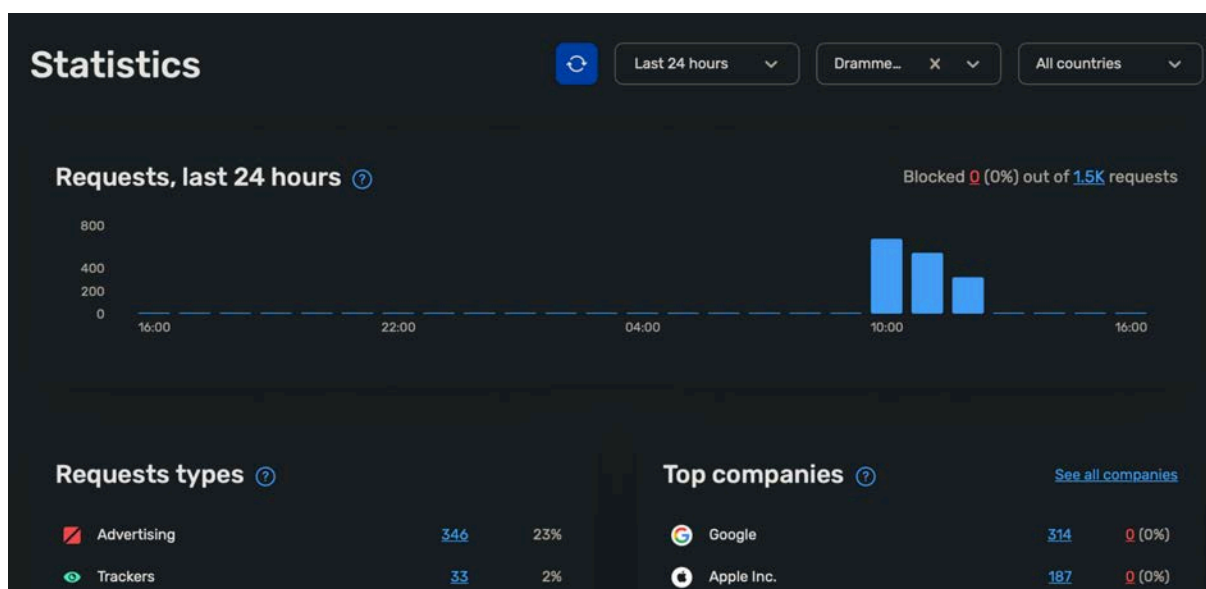 Statistics
Last 24 hours
Dramme... X
All countries
Requests, last 24 hours ?
Blocked 0 (0%) out of 1.5K requests
800
400
200
0
16:00 22:00 04:00 10:00 16:00
Requests types ?
Advertising 346 23%
Trackers 33 2%
Top companies ? See all companies
Google 314 0 (0%)
Apple Inc. 187 0 (0%)